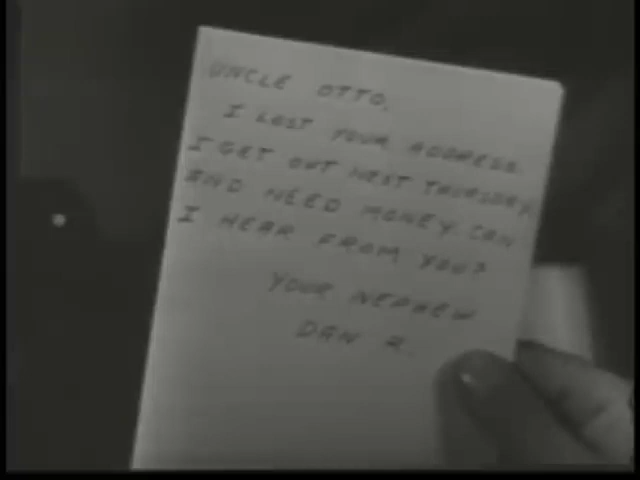 UNCLE OTTO,
I LOST YOUR ADDRESS.
I GET OUT NEXT THURSDAY
AND NEED MONEY. CAN
I HEAR FROM YOU?
YOUR NEPHEW
DAN R.